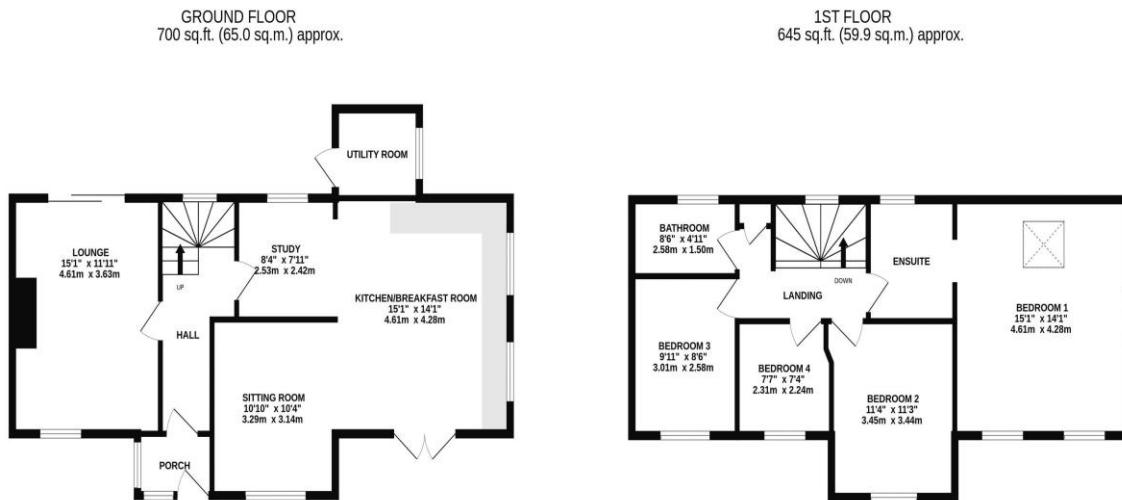 GROUND FLOOR
700 sq.ft. (65.0 sq.m.) approx.
1ST FLOOR
645 sq.ft. (59.9 sq.m.) approx.
UTILITY ROOM
LOUNGE
15'1" x 11'11"
4.61m x 3.63m
UP
STUDY
8'4" x 7'11"
2.53m x 2.42m
KITCHEN/BREAKFAST ROOM
15'1" x 14'1"
4.61m x 4.28m
HALL
SITTING ROOM
10'10" x 10'4"
3.29m x 3.14m
PORCH
BATHROOM
8'6" x 4'11"
2.58m x 1.50m
DOWN
ENSUITE
LANDING
BEDROOM 1
15'1" x 14'1"
4.61m x 4.28m
BEDROOM 3
9'11" x 8'6"
3.01m x 2.58m
BEDROOM 4
7'7" x 7'4"
2.31m x 2.24m
BEDROOM 2
11'4" x 11'3"
3.45m x 3.44m